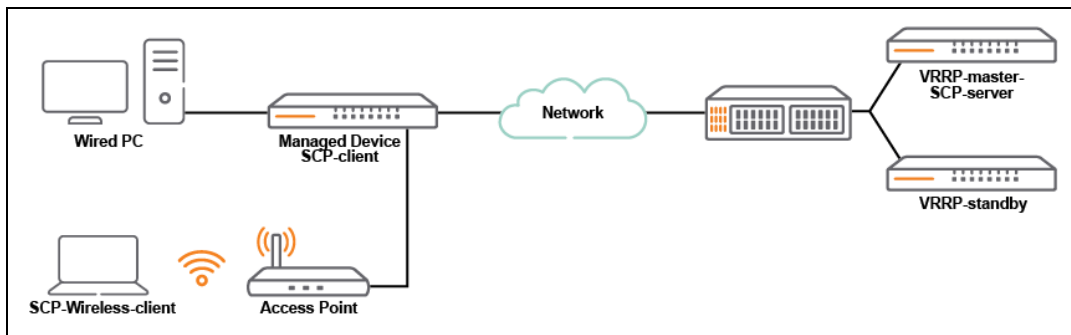 Wired PC
Managed Device
SCP-client
Network
VRRP-master-
SCP-server
VRRP-standby
SCP-Wireless-client
Access Point